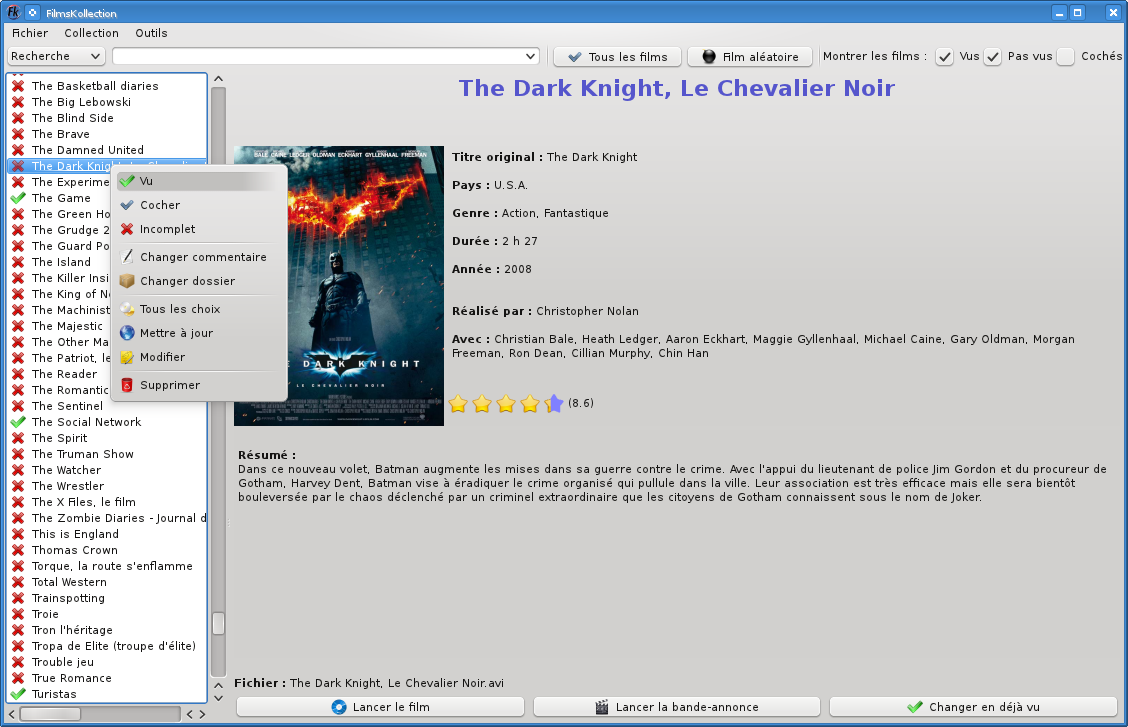 FK FilmsKollection
Fichier Collection Outils
Recherche Tous les films Film aléatoire Montrer les films : Vus Pas vus Cochés
The Basketball diaries
The Big Lebowski
The Blind Side
The Brave
The Damned United
The Dark Knight
The Experime
The Game
The Green Ho
The Grudge 2
The Guard Po
The Island
The Killer Insi
The King of Ne
The Machinist
The Majestic
The Other Ma
The Patriot, le
The Reader
The Romantic
The Sentinel
The Social Network
The Spirit
The Truman Show
The Watcher
The Wrestler
The X Files, le film
The Zombie Diaries - Journal d
This is England
Thomas Crown
Torque, la route s'enflamme
Total Western
Trainspotting
Troie
Tron l'héritage
Tropa de Elite (troupe d'élite)
Trouble jeu
True Romance
Turistas
Vu
Cocher
Incomplet
Changer commentaire
Changer dossier
Tous les choix
Mettre à jour
Modifier
Supprimer
The Dark Knight, Le Chevalier Noir
BALE CAINE LEDGER OLDMAN ECKHART GYLLENHAAL FREEMAN
E DARK KNIGHT
LE CHEVALIER NOIR
Titre original : The Dark Knight
Pays : U.S.A.
Genre : Action, Fantastique
Durée : 2 h 27
Année : 2008
Réalisé par : Christopher Nolan
Avec : Christian Bale, Heath Ledger, Aaron Eckhart, Maggie Gyllenhaal, Michael Caine, Gary Oldman, Morgan
Freeman, Ron Dean, Cillian Murphy, Chin Han
(8.6)
Résumé :
Dans ce nouveau volet, Batman augmente les mises dans sa guerre contre le crime. Avec l'appui du lieutenant de police Jim Gordon et du procureur de
Gotham, Harvey Dent, Batman vise à éradiquer le crime organisé qui pullule dans la ville. Leur association est très efficace mais elle sera bientôt
bouleversée par le chaos déclenché par un criminel extraordinaire que les citoyens de Gotham connaissent sous le nom de Joker.
Fichier : The Dark Knight, Le Chevalier Noir.avi
Lancer le film Lancer la bande-annonce Changer en déjà vu